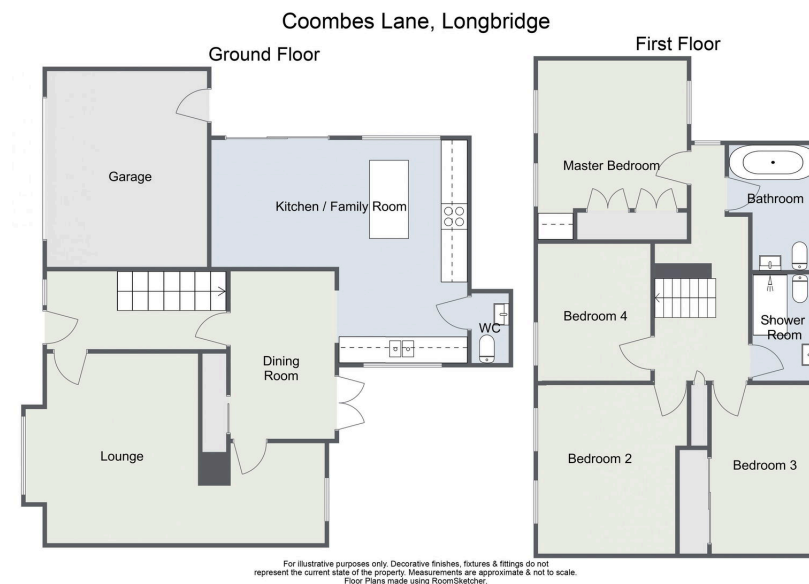 Coombes Lane, Longbridge
Ground Floor
Garage
Kitchen / Family Room
WC
Dining
Room
Lounge
First Floor
Master Bedroom
Bathroom
Bedroom 4
Shower
Room
Bedroom 2
Bedroom 3
For illustrative purposes only. Decorative finishes, fixtures & fittings do not
represent the current state of the property. Measurements are approximate & not to scale.
Floor Plans made using RoomSketcher.